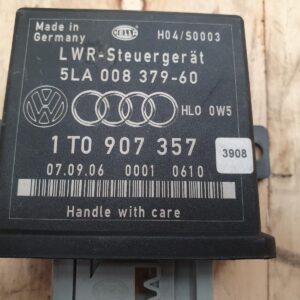 Made in
Germany
HELLA
H04/S0003
LWR-Steuergerät
5LA 008 379-60
HLO 0W5
1T0 907 357
3908
07.09.06 0001 0610
Handle with care